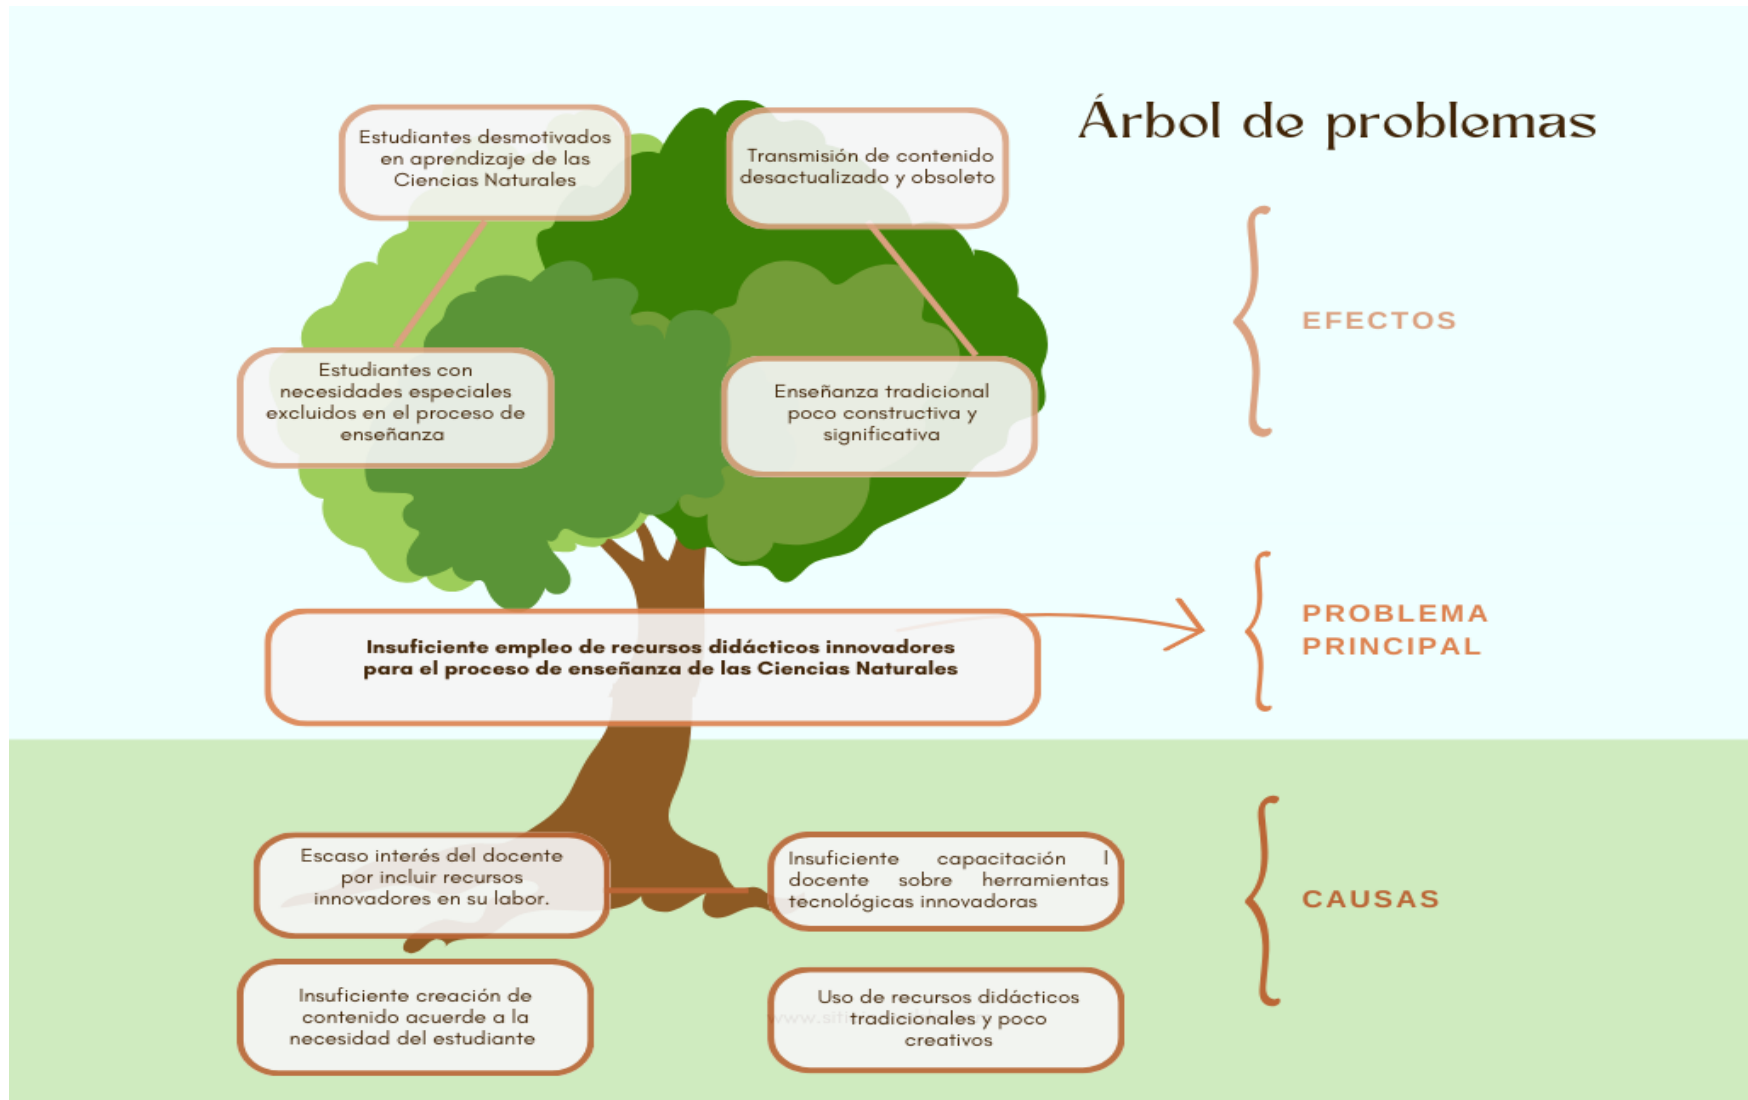 Árbol de problemas
Estudiantes desmotivados
en aprendizaje de las
Ciencias Naturales
Transmisión de contenido
desactualizado y obsoleto
Estudiantes con
necesidades especiales
excluidos en el proceso de
enseñanza
Enseñanza tradicional
poco constructiva y
significativa
EFECTOS
Insuficiente empleo de recursos didácticos innovadores
para el proceso de enseñanza de las Ciencias Naturales
PROBLEMA
PRINCIPAL
Escaso interés del docente
por incluir recursos
innovadores en su labor.
Insuficiente capacitación l
docente sobre herramientas
tecnológicas innovadoras
CAUSAS
Insuficiente creación de
contenido acuerde a la
necesidad del estudiante
Uso de recursos didácticos
tradicionales y poco
creativos